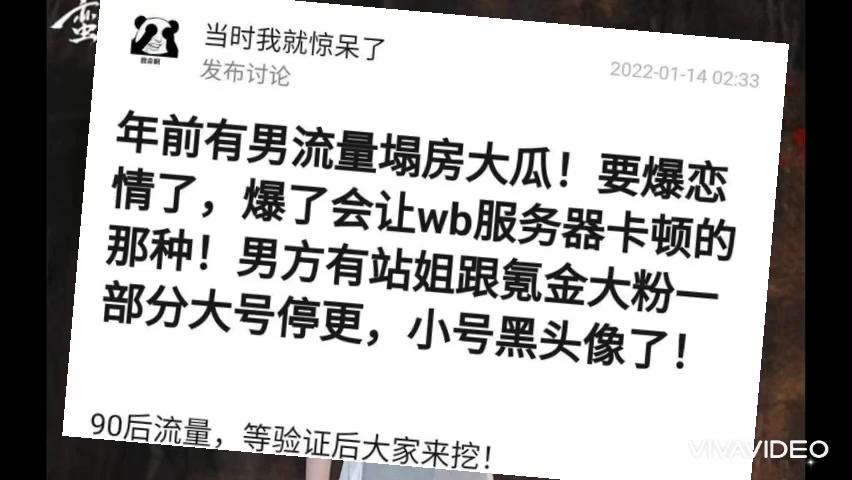 蛮
当时我就惊呆了
发布讨论
2022-01-14 02:33
年前有男流量塌房大瓜！要爆恋
情了，爆了会让wb服务器卡顿的
那种！男方有站姐跟氪金大粉一
部分大号停更，小号黑头像了！
90后流量，等验证后大家来挖！
VIVAVIDEO